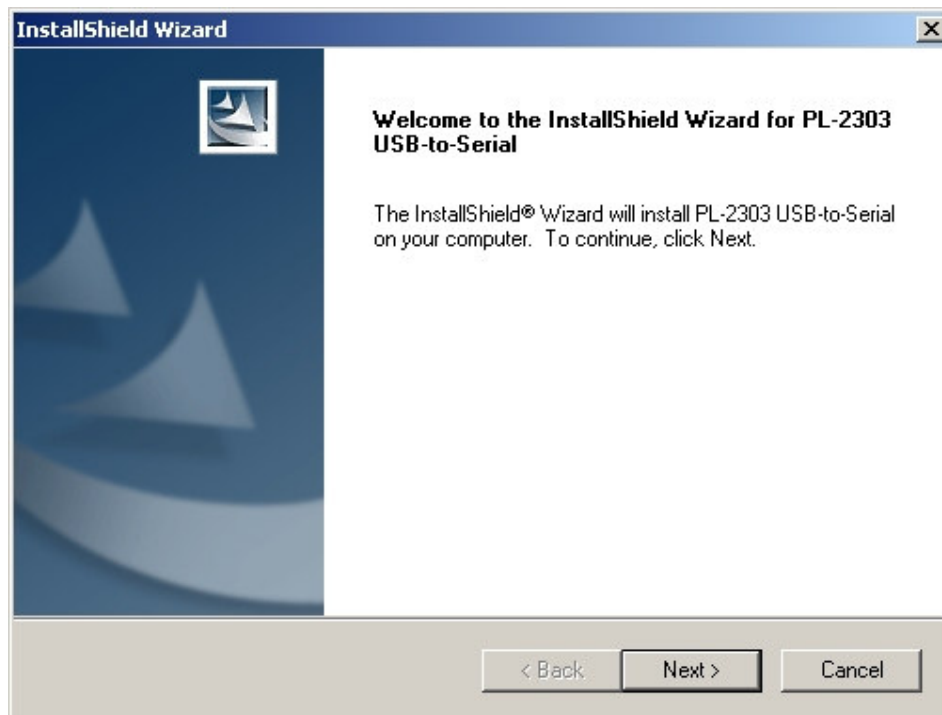 InstallShield Wizard
Welcome to the InstallShield Wizard for PL-2303
USB-to-Serial
The InstallShield® Wizard will install PL-2303 USB-to-Serial
on your computer. To continue, click Next.
< Back
Next >
Cancel